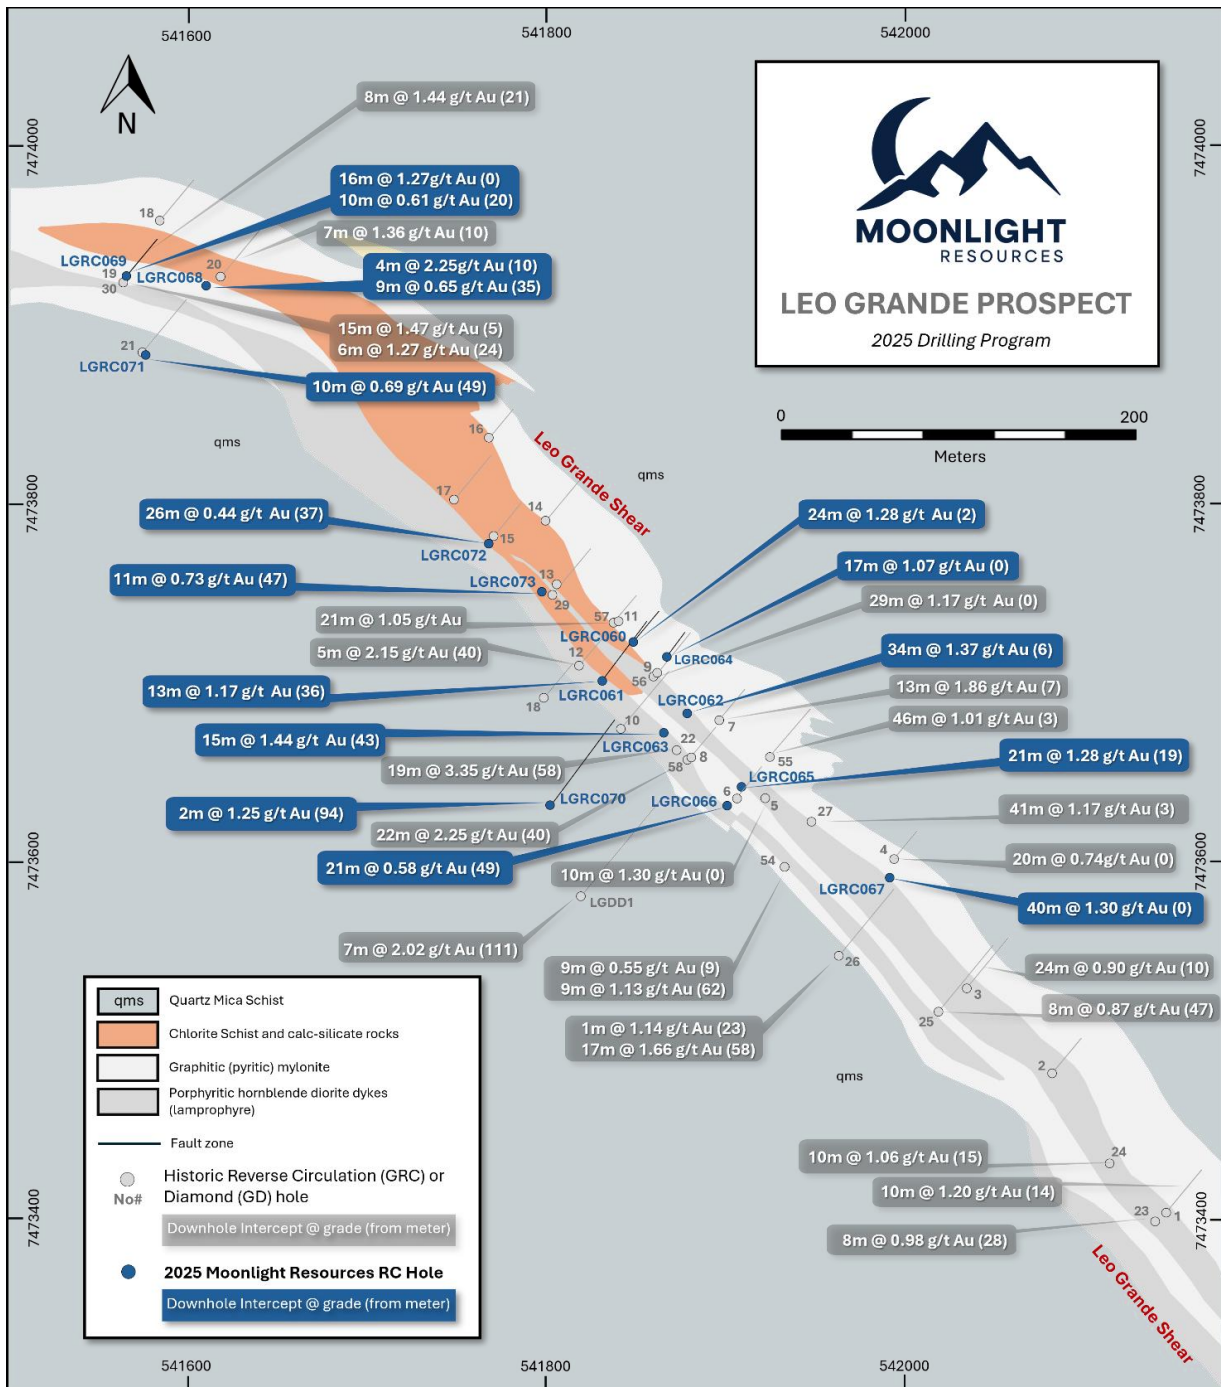 541600
541800
542000
N
8m @ 1.44 g/t Au (21)
7474000
7474000
MOONLIGHT
RESOURCES
LEO GRANDE PROSPECT
2025 Drilling Program
16m @ 1.27g/t Au (0)
10m @ 0.61 g/t Au (20)
18
7m @ 1.36 g/t Au (10)
LGRC069
19
30
LGRC068
20
4m @ 2.25g/t Au (10)
9m @ 0.65 g/t Au (35)
15m @ 1.47 g/t Au (5)
6m @ 1.27 g/t Au (24)
21
LGRC071
10m @ 0.69 g/t Au (49)
0
200
Meters
qms
16
Leo Grande Shear
qms
17
14
7473800
7473800
26m @ 0.44 g/t Au (37)
24m @ 1.28 g/t Au (2)
15
LGRC072
11m @ 0.73 g/t Au (47)
LGRC073
13
29
17m @ 1.07 g/t Au (0)
29m @ 1.17 g/t Au (0)
21m @ 1.05 g/t Au
57
11
LGRC060
5m @ 2.15 g/t Au (40)
12
9
LGRC064
34m @ 1.37 g/t Au (6)
56
13m @ 1.17 g/t Au (36)
LGRC061
13m @ 1.86 g/t Au (7)
18
LGRC062
46m @ 1.01 g/t Au (3)
10
7
15m @ 1.44 g/t Au (43)
LGRC063
22
21m @ 1.28 g/t Au (19)
19m @ 3.35 g/t Au (58)
58
8
55
LGRC065
2m @ 1.25 g/t Au (94)
LGRC070
LGRC066
6
5
27
41m @ 1.17 g/t Au (3)
22m @ 2.25 g/t Au (40)
21m @ 0.58 g/t Au (49)
10m @ 1.30 g/t Au (0)
54
4
20m @ 0.74g/t Au (0)
7473600
7473600
LGRC067
40m @ 1.30 g/t Au (0)
LGDD1
7m @ 2.02 g/t Au (111)
9m @ 0.55 g/t Au (9)
9m @ 1.13 g/t Au (62)
26
24m @ 0.90 g/t Au (10)
3
8m @ 0.87 g/t Au (47)
25
1m @ 1.14 g/t Au (23)
17m @ 1.66 g/t Au (58)
qms
2
10m @ 1.06 g/t Au (15)
24
10m @ 1.20 g/t Au (14)
23
1
8m @ 0.98 g/t Au (28)
7473400
7473400
Leo Grande Shear
qms
Quartz Mica Schist
Chlorite Schist and calc-silicate rocks
Graphitic (pyritic) mylonite
Porphyritic hornblende diorite dykes
(lamprophyre)
Fault zone
Historic Reverse Circulation (GRC) or
Diamond (GD) hole
No#
Downhole Intercept @ grade (from meter)
2025 Moonlight Resources RC Hole
Downhole Intercept @ grade (from meter)
541600
541800
542000